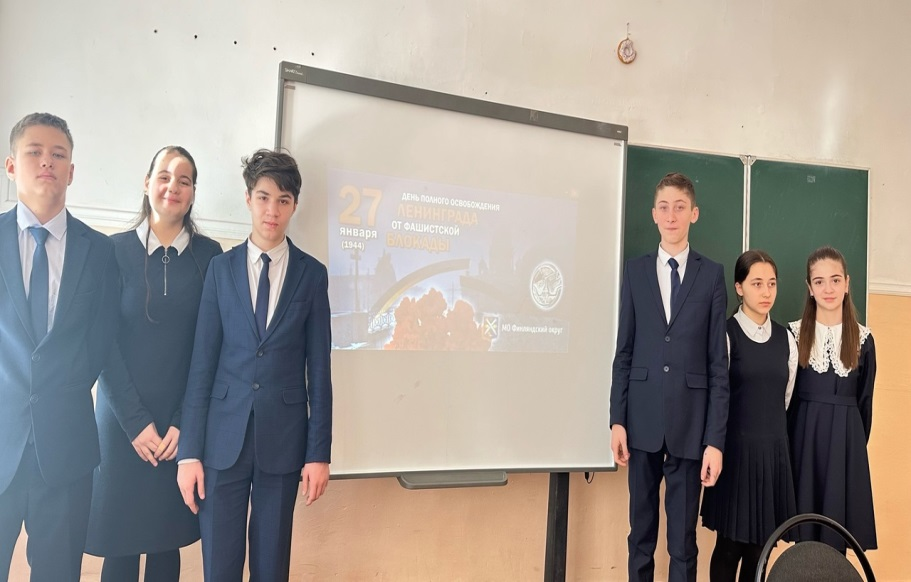 27
января
(1944)
ДЕНЬ ПОЛНОГО ОСВОБОЖДЕНИЯ
ЛЕНИНГРАДА
ОТ ФАШИСТСКОЙ
БЛОКАДЫ
МО Финляндский округ